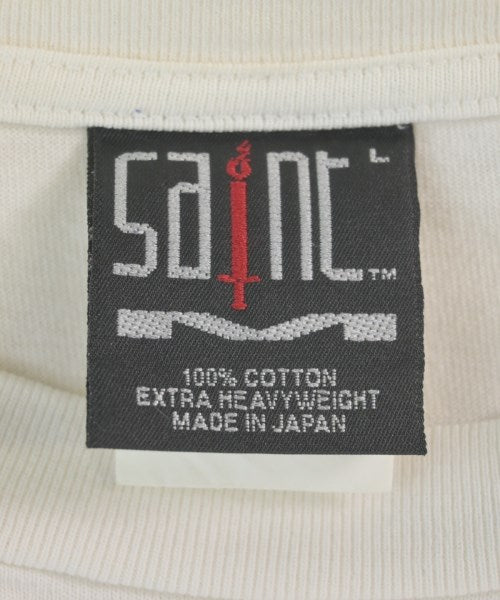 saint L
TM
100% COTTON
EXTRA HEAVYWEIGHT
MADE IN JAPAN